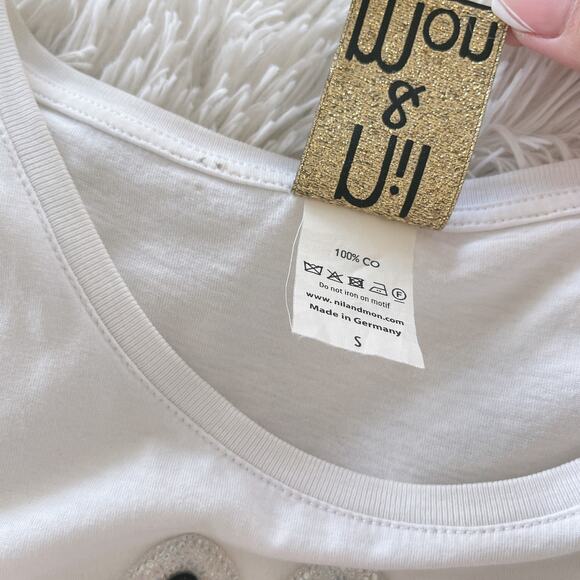 Mon
&
nil
100% CO
Do not iron on motif
www.nilandmon.com
Made in Germany
S